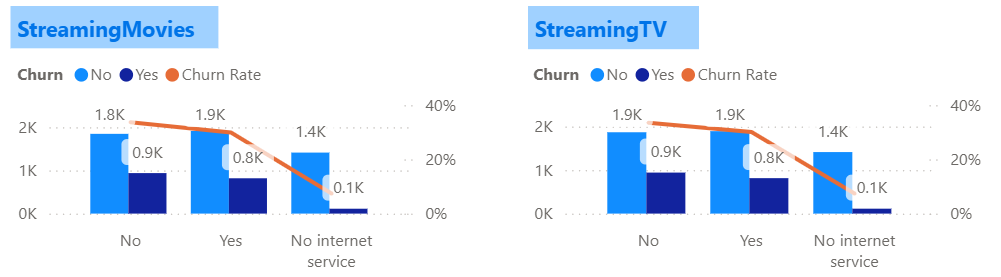 StreamingMovies
Churn No Yes Churn Rate
1.8K 1.9K 1.4K
0.9K 0.8K 0.1K
2K
1K
0K
40%
20%
0%
No Yes No internet service
StreamingTV
Churn No Yes Churn Rate
1.9K 1.9K 1.4K
0.9K 0.8K 0.1K
2K
1K
0K
40%
20%
0%
No Yes No internet service